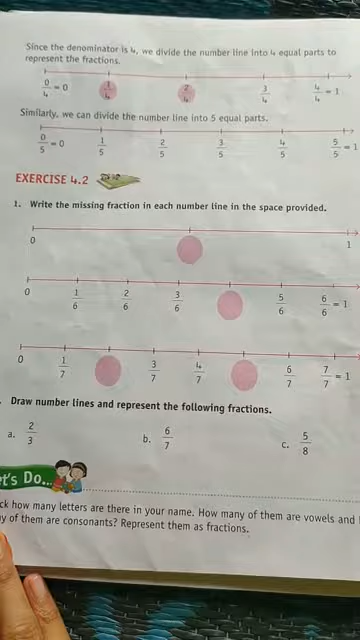 Since the denominator is 4, we divide the number line into 4 equal parts to
represent the fractions.
0/4 = 0 1/4 2/4 3/4 4/4 = 1
Similarly, we can divide the number line into 5 equal parts.
0/5 = 0 1/5 2/5 3/5 4/5 5/5 = 1
EXERCISE 4.2
1. Write the missing fraction in each number line in the space provided.
0 1
0 1/6 2/6 3/6 5/6 6/6 = 1
0 1/7 3/7 4/7 6/7 7/7 = 1
Draw number lines and represent the following fractions.
a. 2/3 b. 6/7 c. 5/8
Do...
how many letters are there in your name. How many of them are vowels and
of them are consonants? Represent them as fractions.